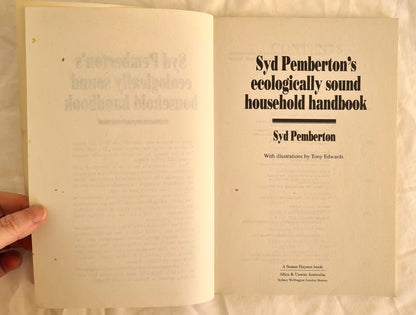 Syd Pemberton's
ecologically sound
household handbook
Syd Pemberton
With illustrations by Tony Edwards
A Susan Haynes book
Allen & Unwin Australia
Sydney Wellington London Boston